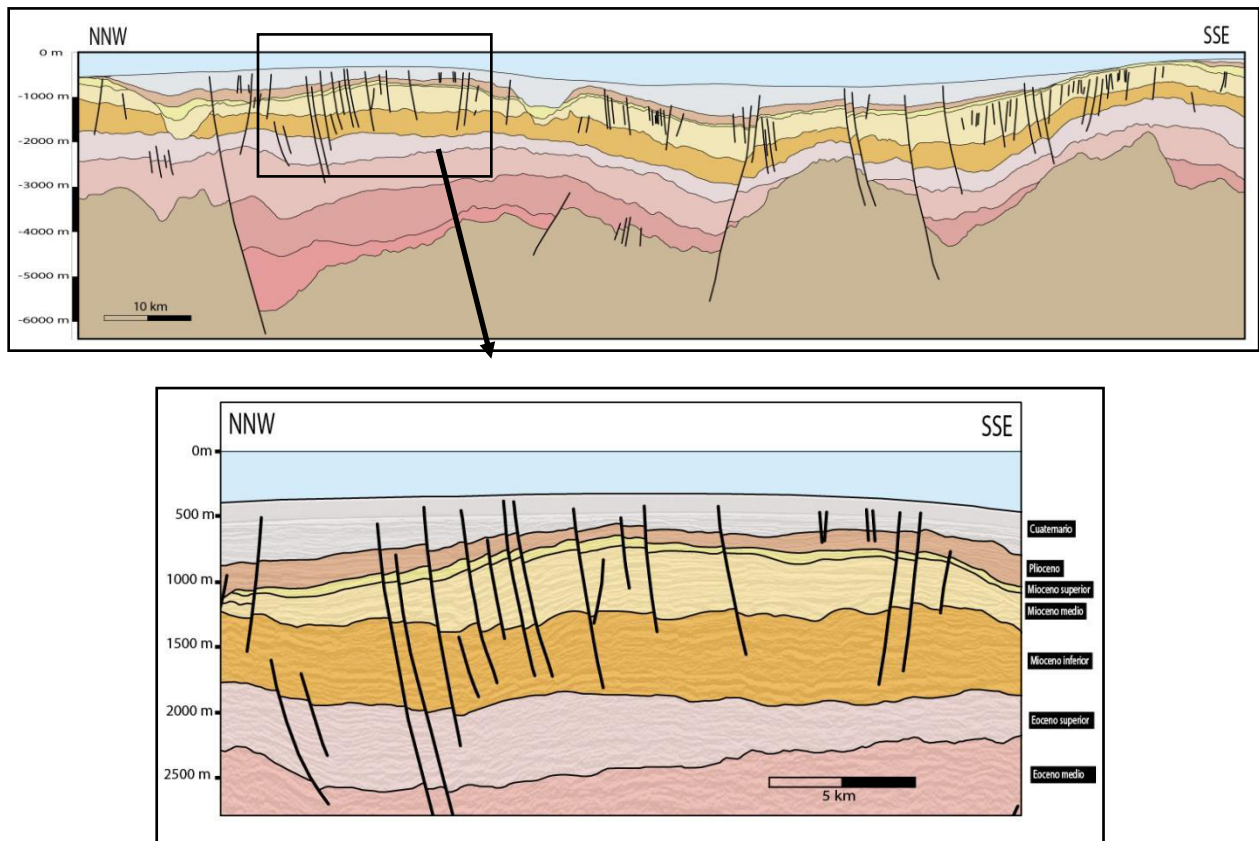 NNW
SSE
0 m
-1000 m
-2000 m
-3000 m
-4000 m
-5000 m
-6000 m
10 km
NNW
SSE
0m
500 m
1000 m
1500 m
2000 m
2500 m
Cuaternario
Plioceno
Mioceno superior
Mioceno medio
Mioceno inferior
Eoceno superior
Eoceno medio
5 km